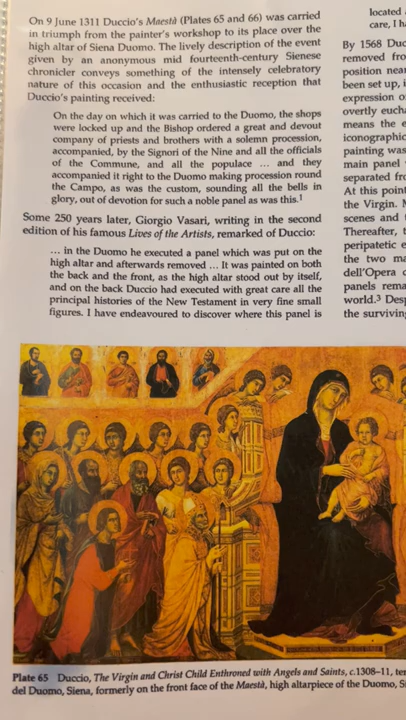 On 9 June 1311 Duccio's Maestà (Plates 65 and 66) was carried
in triumph from the painter's workshop to its place over the
high altar of Siena Duomo. The lively description of the event
given by an anonymous mid fourteenth-century Sienese
chronicler conveys something of the intensely celebratory
nature of this occasion and the enthusiastic reception that
Duccio's painting received:
On the day on which it was carried to the Duomo, the shops
were locked up and the Bishop ordered a great and devout
company of priests and brothers with a solemn procession,
accompanied, by the Signori of the Nine and all the officials
of the Commune, and all the populace ... and they
accompanied it right to the Duomo making procession round
the Campo, as was the custom, sounding all the bells in
glory, out of devotion for such a noble panel as was this.¹
Some 250 years later, Giorgio Vasari, writing in the second
edition of his famous Lives of the Artists, remarked of Duccio:
... in the Duomo he executed a panel which was put on the
high altar and afterwards removed ... It was painted on both
the back and the front, as the high altar stood out by itself,
and on the back Duccio had executed with great care all the
principal histories of the New Testament in very fine small
figures. I have endeavoured to discover where this panel is
located
care, I
By 1568 Duc
removed fro
position near
been set up, i
expression o
overtly eucha
means the e
iconographic
painting was
main panel
separated fro
At this point
the Virgin.
scenes and
Thereafter,
peripatetic e
the two ma
dell'Opera
panels rema
world.³ Desp
the survivin
Plate 65 Duccio, The Virgin and Christ Child Enthroned with Angels and Saints, c.1308–11, te
del Duomo, Siena, formerly on the front face of the Maestà, high altarpiece of the Duomo, Si